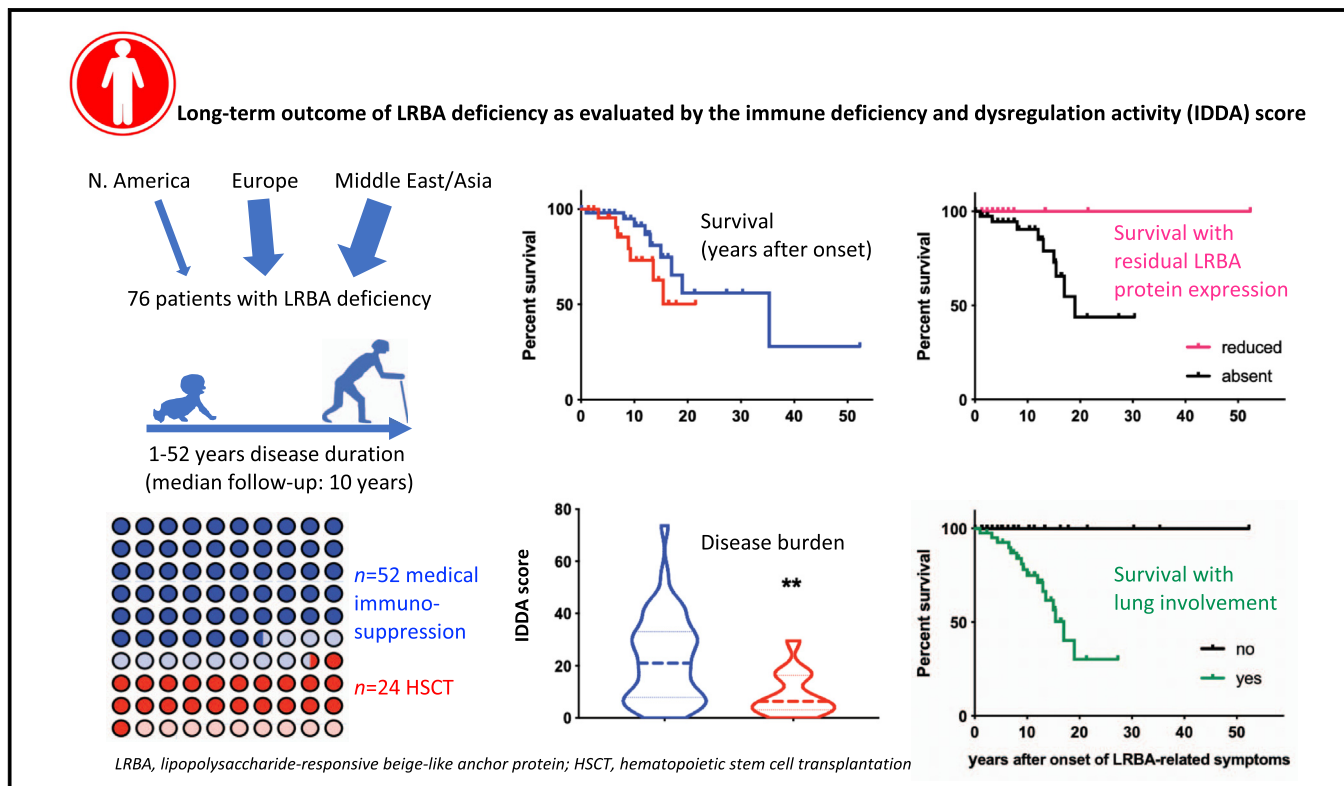 Long-term outcome of LRBA deficiency as evaluated by the immune deficiency and dysregulation activity (IDDA) score
N. America
Europe
Middle East/Asia
76 patients with LRBA deficiency
1-52 years disease duration
(median follow-up: 10 years)
n=52 medical
immuno-
suppression
n=24 HSCT
Percent survival
100
50
0
0 10 20 30 40 50
Survival
(years after onset)
Percent survival
100
50
0
0 10 20 30 40 50
Survival with
residual LRBA
protein expression
reduced
absent
IDDA score
80
60
40
20
0
Disease burden
**
Percent survival
100
50
0
0 10 20 30 40 50
Survival with
lung involvement
no
yes
years after onset of LRBA-related symptoms
LRBA, lipopolysaccharide-responsive beige-like anchor protein; HSCT, hematopoietic stem cell transplantation